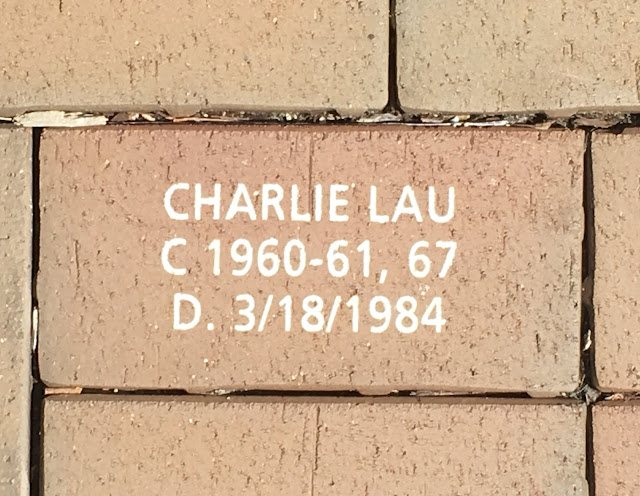 CHARLIE LAU
C 1960-61, 67
D. 3/18/1984